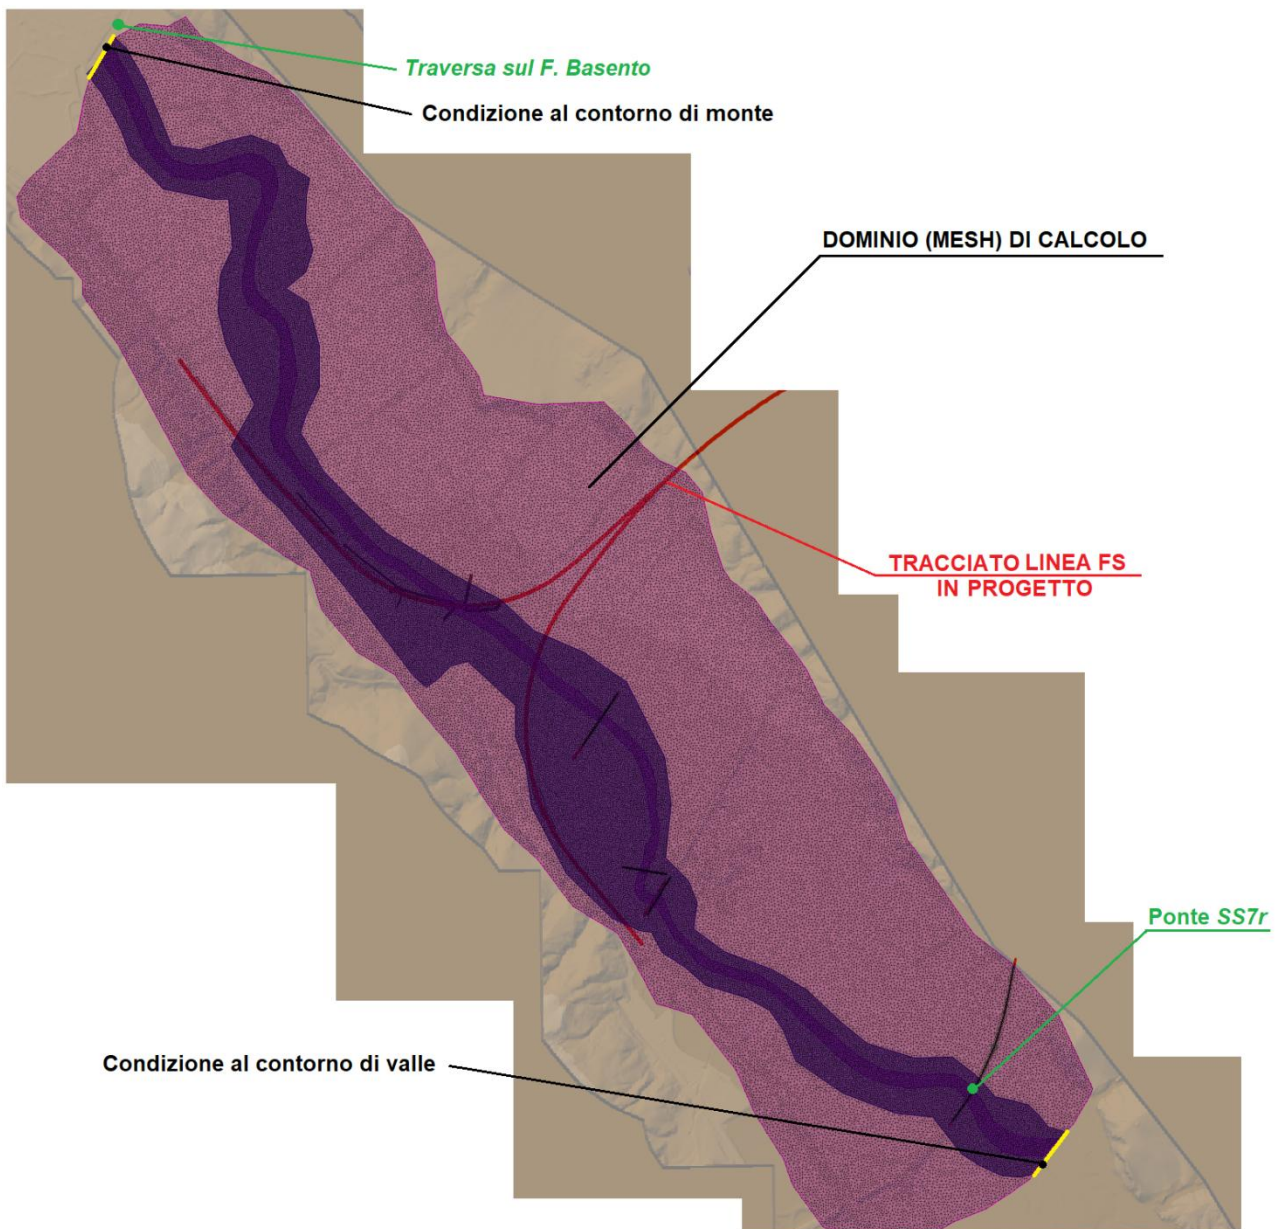 Traversa sul F. Basento
Condizione al contorno di monte
DOMINIO (MESH) DI CALCOLO
TRACCIATO LINEA FS
IN PROGETTO
Ponte SS7r
Condizione al contorno di valle